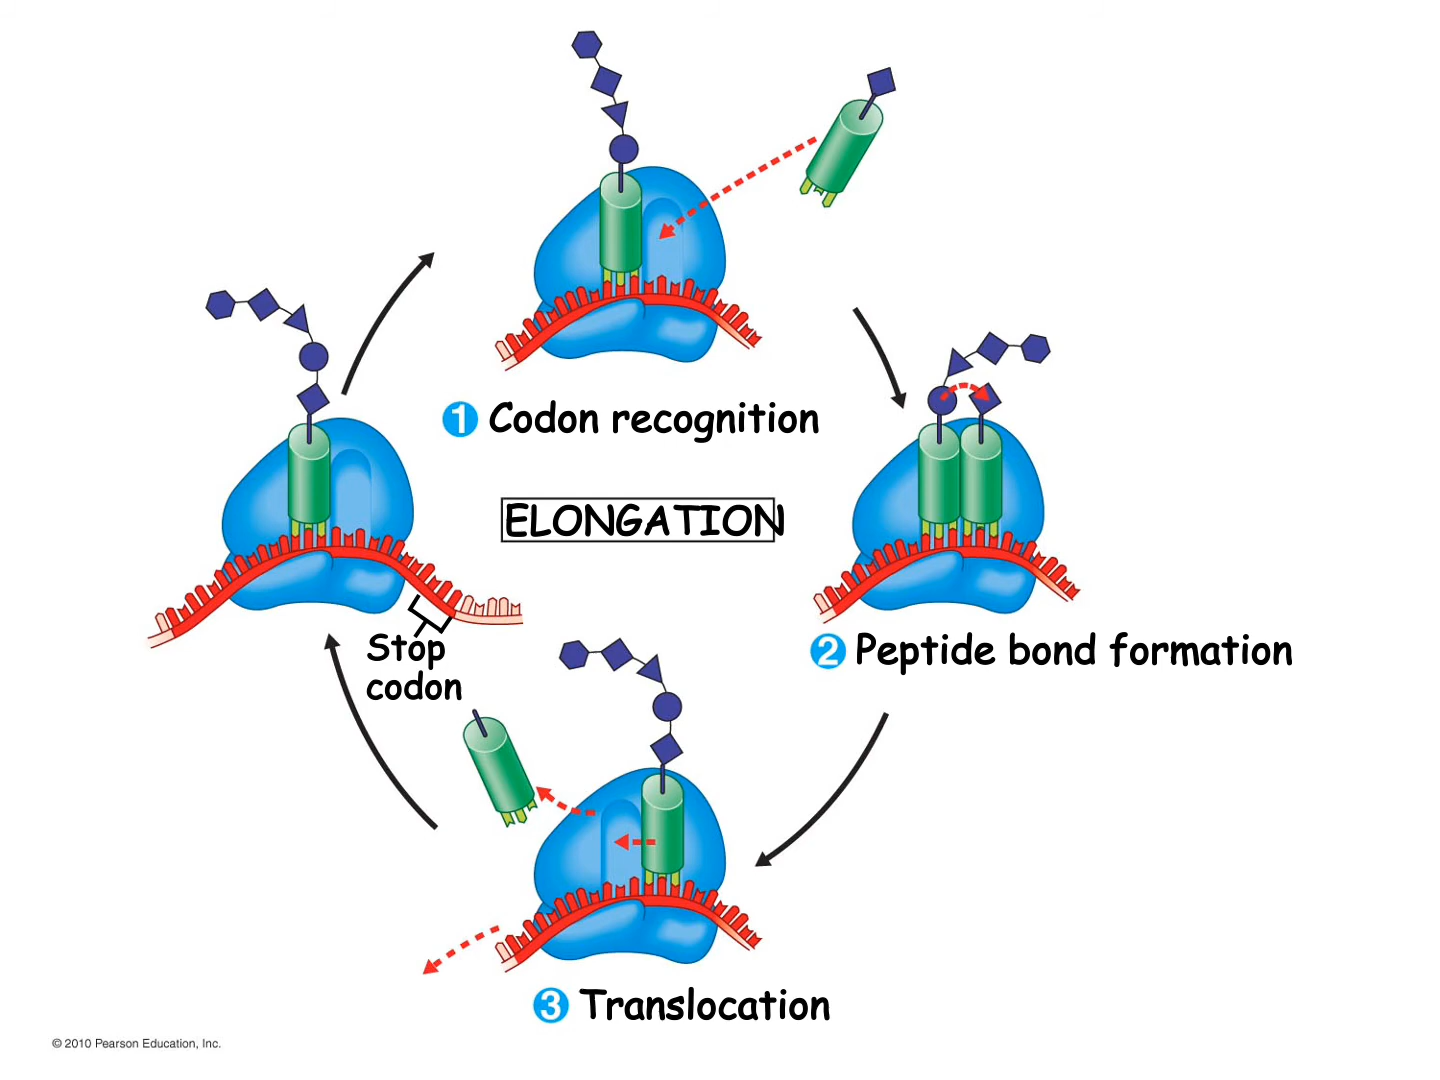 1 Codon recognition
ELONGATION
2 Peptide bond formation
Stop
codon
3 Translocation
© 2010 Pearson Education, Inc.